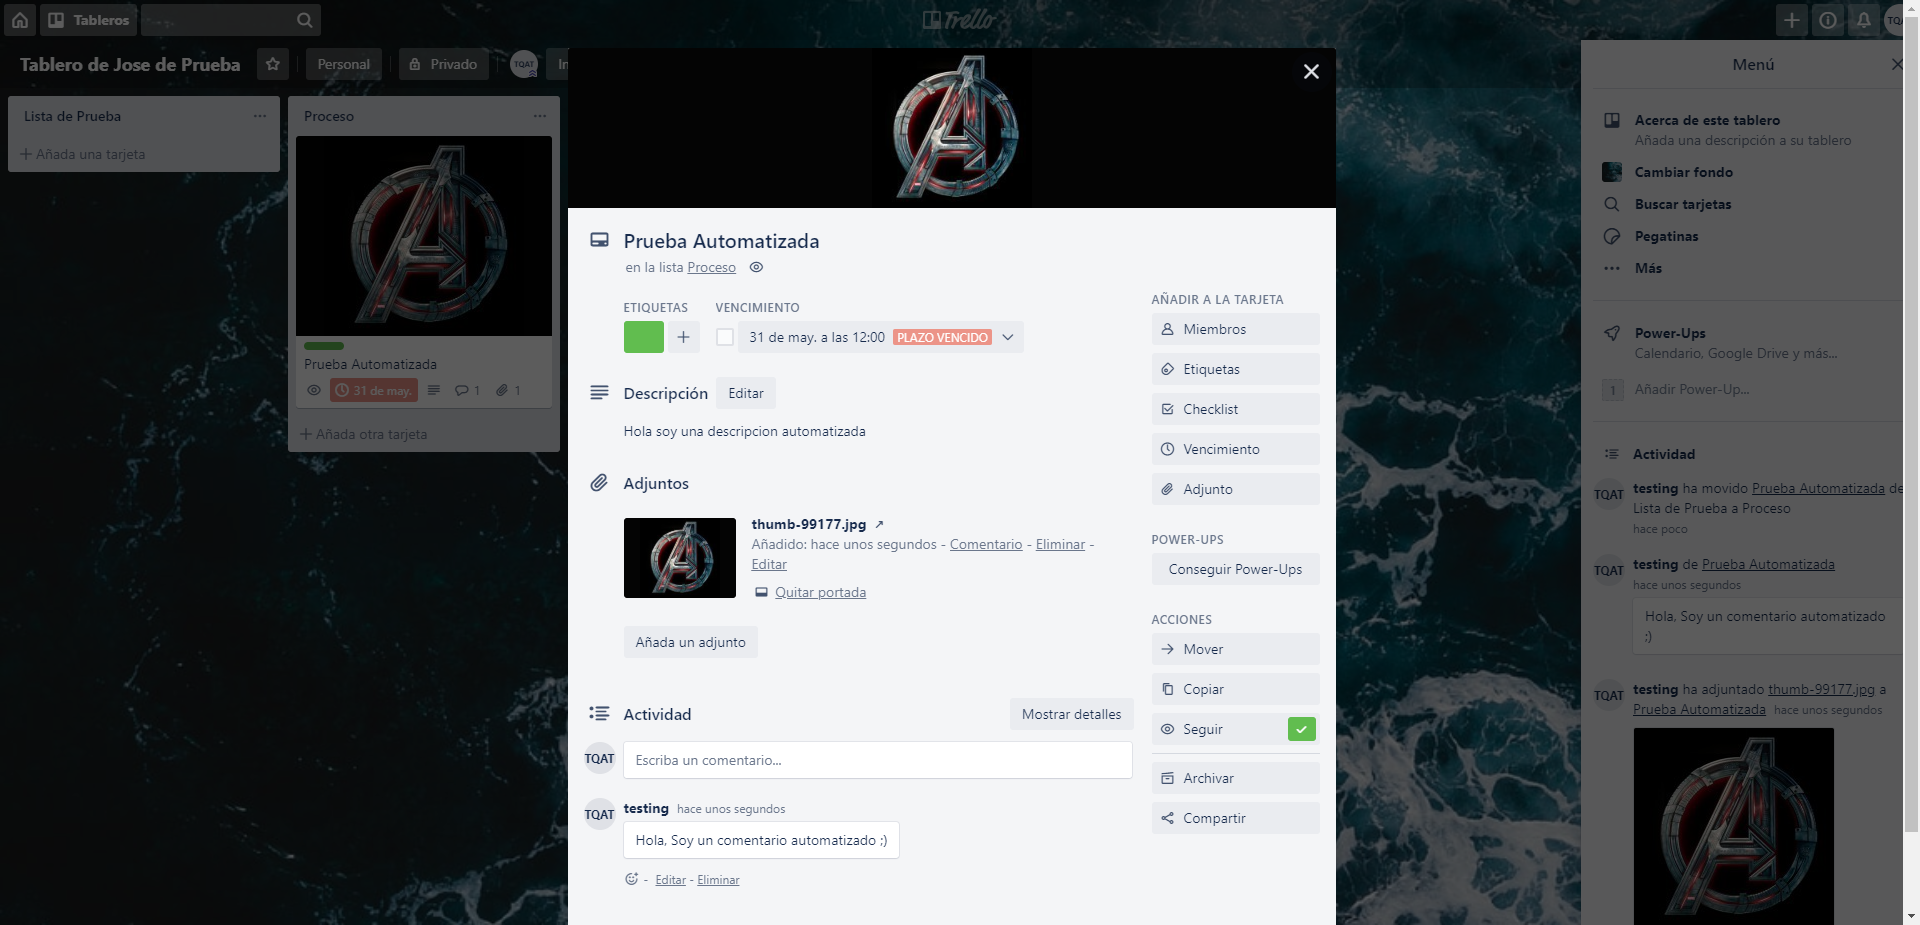 Tableros
Trello
TQA
Tablero de Jose de Prueba
Personal
Privado
TQAT
In
Lista de Prueba
Añada una tarjeta
Proceso
Prueba Automatizada
31 de may.
1
1
Añada otra tarjeta
Prueba Automatizada
en la lista Proceso
ETIQUETAS
VENCIMIENTO
31 de may. a las 12:00 PLAZO VENCIDO
Descripción
Editar
Hola soy una descripcion automatizada
Adjuntos
thumb-99177.jpg ↗
Añadido: hace unos segundos - Comentario - Eliminar -
Editar
Quitar portada
Añada un adjunto
Actividad
Mostrar detalles
TQAT
Escriba un comentario...
TQAT
testing hace unos segundos
Hola, Soy un comentario automatizado ;)
- Editar - Eliminar
AÑADIR A LA TARJETA
Miembros
Etiquetas
Checklist
Vencimiento
Adjunto
POWER-UPS
Conseguir Power-Ups
ACCIONES
Mover
Copiar
Seguir
Archivar
Compartir
Menú
Acerca de este tablero
Añada una descripción a su tablero
Cambiar fondo
Buscar tarjetas
Pegatinas
Más
Power-Ups
Calendario, Google Drive y más...
1 Añadir Power-Up...
Actividad
TQAT
testing ha movido Prueba Automatizada de
Lista de Prueba a Proceso
hace poco
TQAT
testing de Prueba Automatizada
hace unos segundos
Hola, Soy un comentario automatizado
;)
TQAT
testing ha adjuntado thumb-99177.jpg a
Prueba Automatizada hace unos segundos